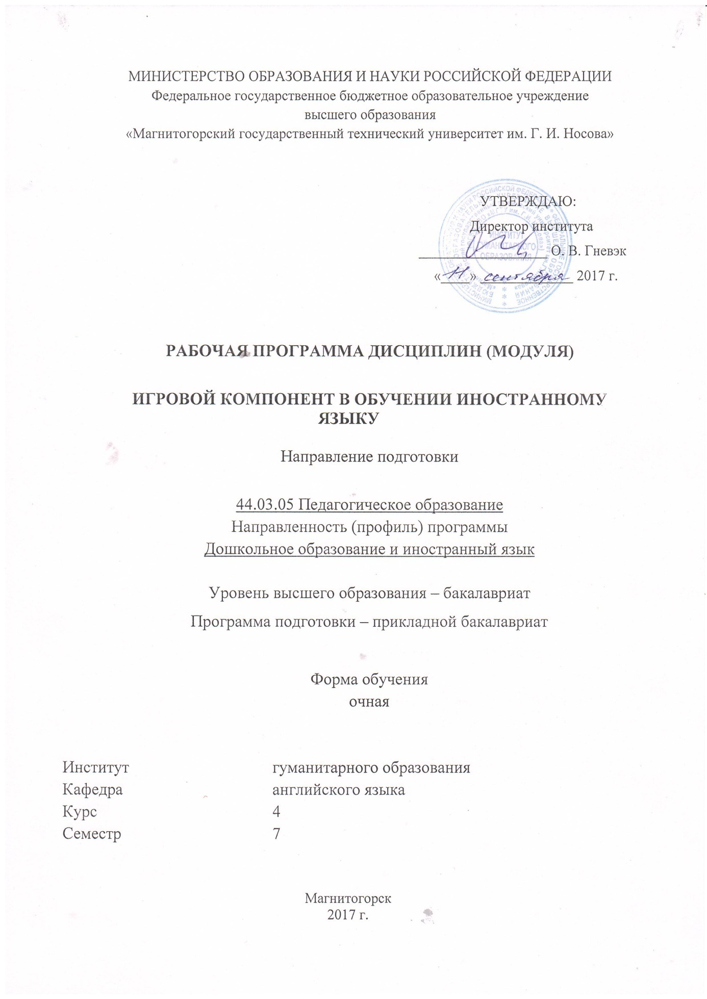 МИНИСТЕРСТВО ОБРАЗОВАНИЯ И НАУКИ РОССИЙСКОЙ ФЕДЕРАЦИИ
Федеральное государственное бюджетное образовательное учреждение
высшего образования
«Магнитогорский государственный технический университет им. Г. И. Носова»
УТВЕРЖДАЮ:
Директор института
О. В. Гневэк
«11» сентября 2017 г.
ИНСТИТУТ
ГУМАНИТАРНОГО
ОБРАЗОВАНИЯ
РАБОЧАЯ ПРОГРАММА ДИСЦИПЛИН (МОДУЛЯ)
ИГРОВОЙ КОМПОНЕНТ В ОБУЧЕНИИ ИНОСТРАННОМУ
ЯЗЫКУ
Направление подготовки
44.03.05 Педагогическое образование
Направленность (профиль) программы
Дошкольное образование и иностранный язык
Уровень высшего образования – бакалавриат
Программа подготовки – прикладной бакалавриат
Форма обучения
очная
Институт гуманитарного образования
Кафедра английского языка
Курс 4
Семестр 7
Магнитогорск
2017 г.